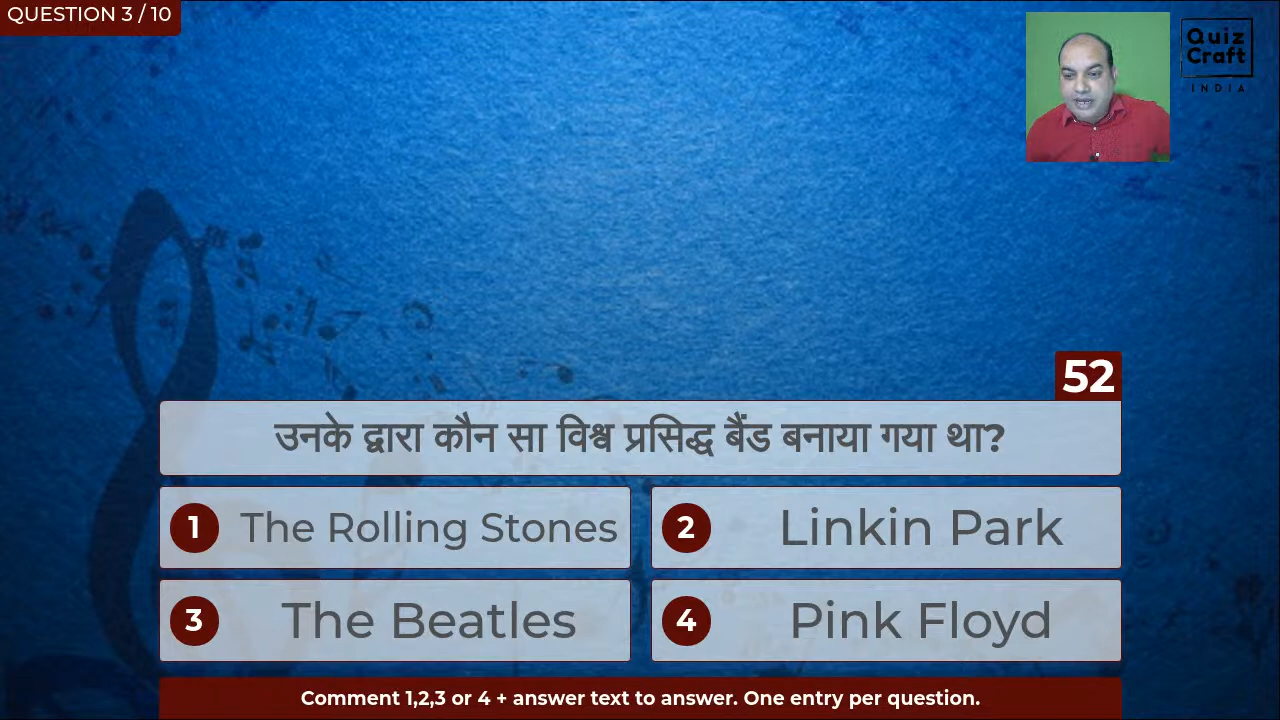 QUESTION 3 / 10
Quiz
Craft
INDIA
52
उनके द्वारा कौन सा विश्व प्रसिद्ध बैंड बनाया गया था?
1 The Rolling Stones
2 Linkin Park
3 The Beatles
4 Pink Floyd
Comment 1,2,3 or 4 + answer text to answer. One entry per question.